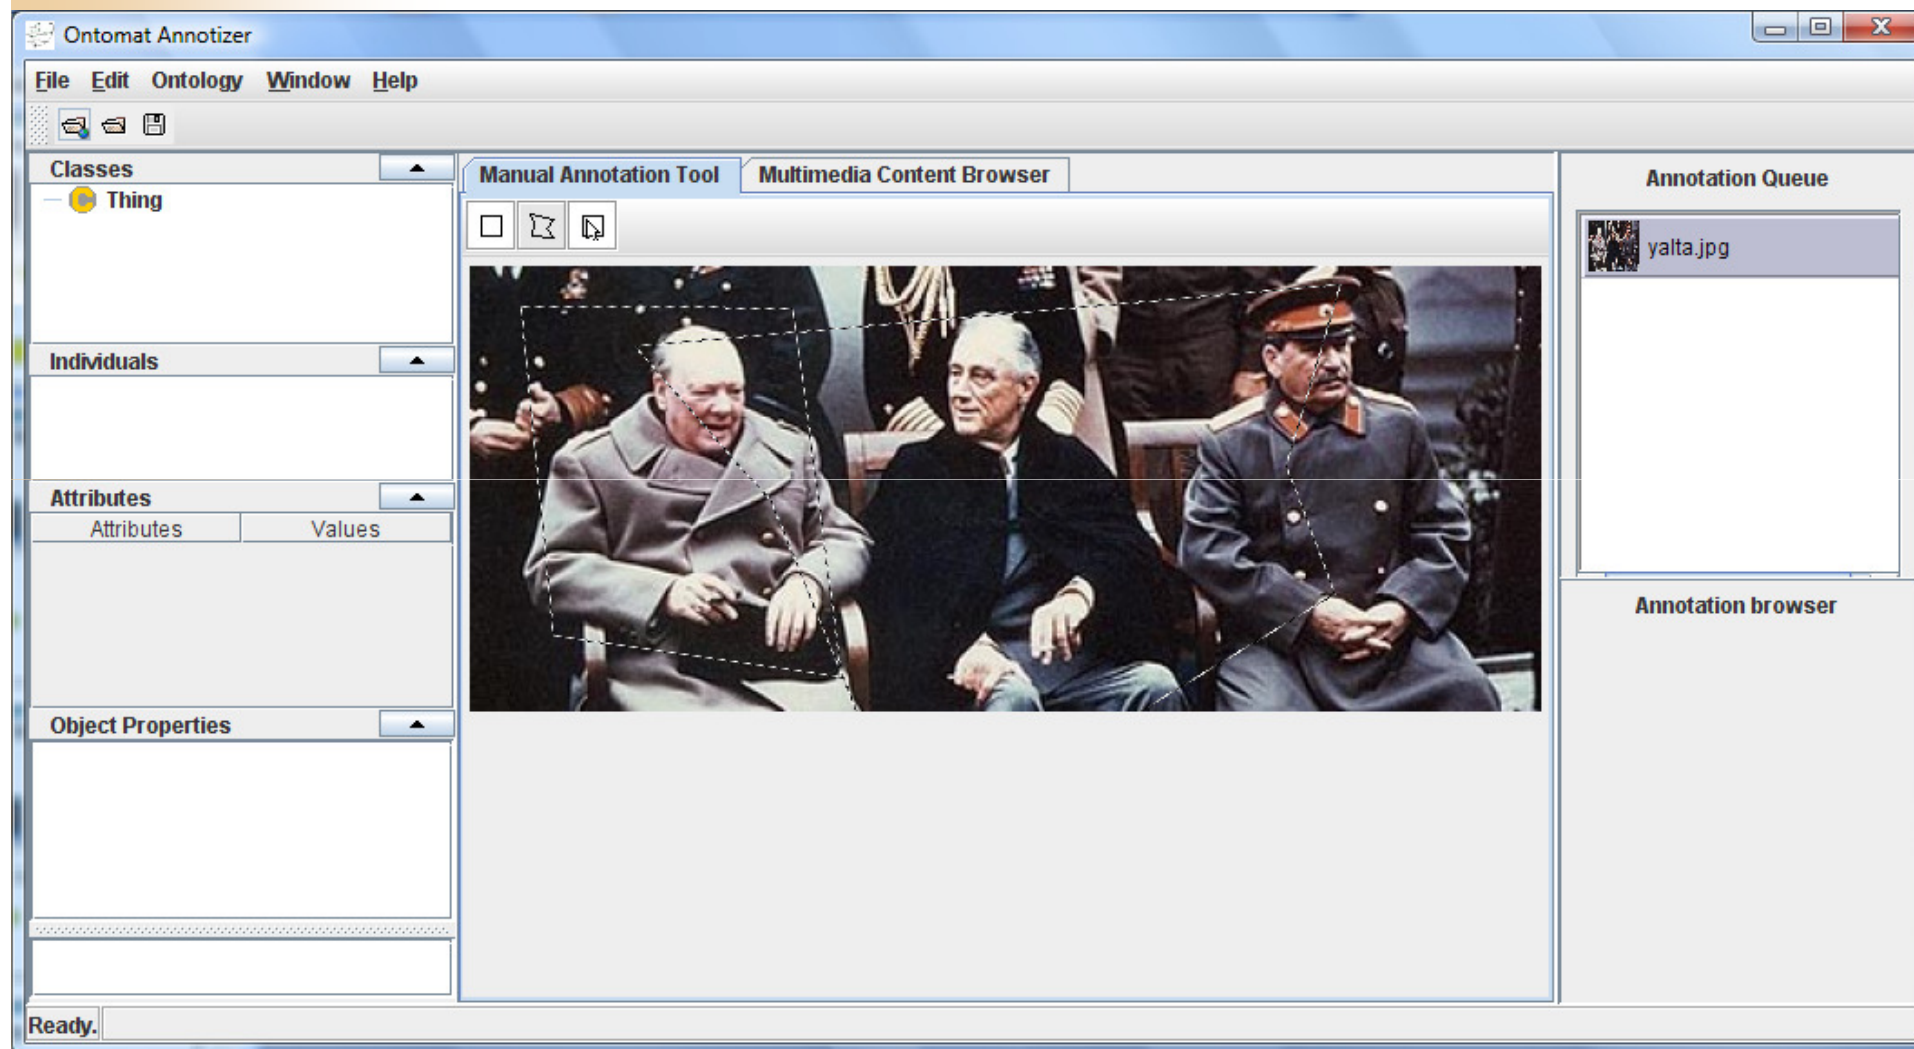 Ontomat Annotizer
File Edit Ontology Window Help
Classes
Thing
Individuals
Attributes
Attributes Values
Object Properties
Ready.
Manual Annotation Tool Multimedia Content Browser
Annotation Queue
yalta.jpg
Annotation browser